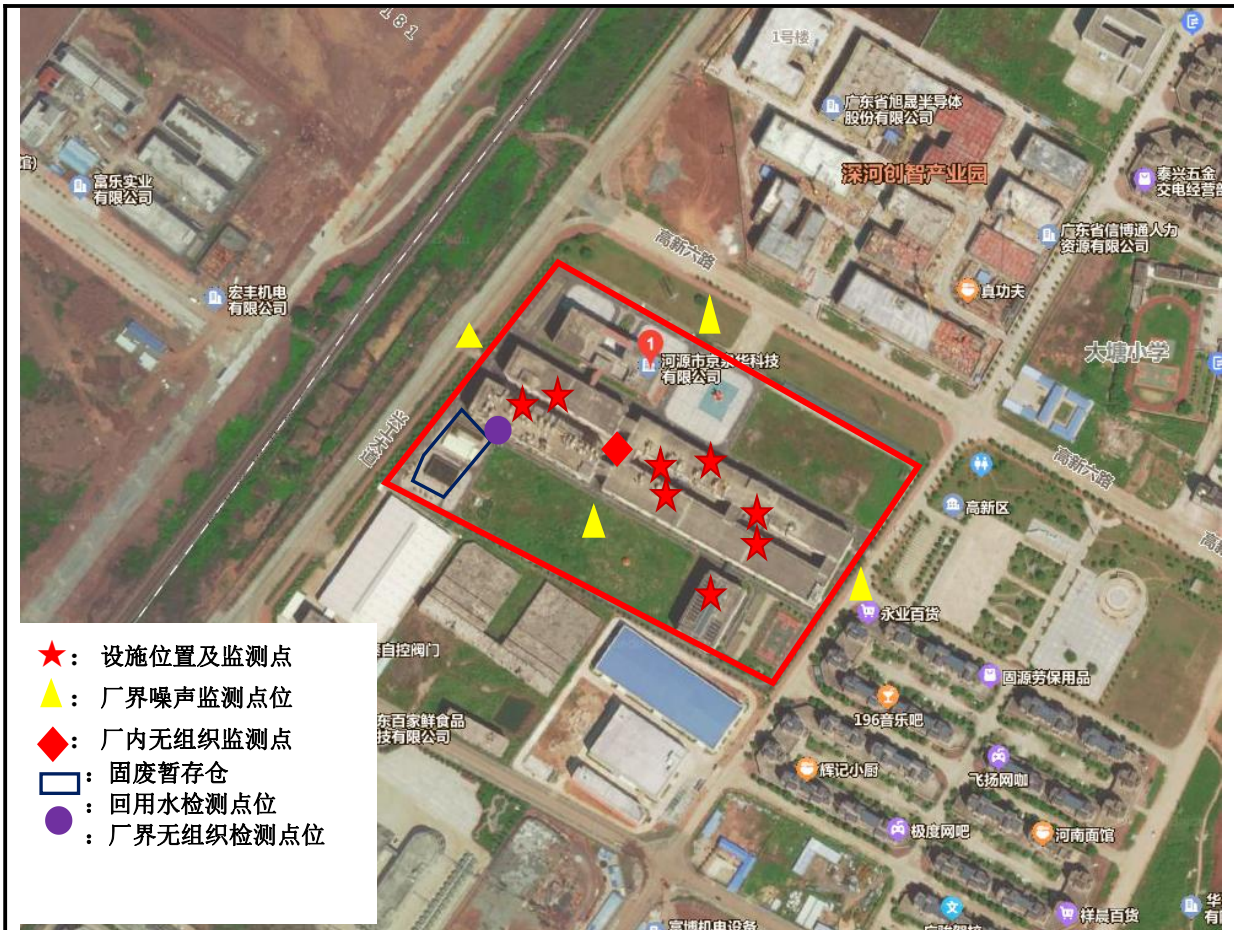 181
1号楼
广东省旭晟半导体
股份有限公司
深河创智产业园
泰兴五金
交电经营部
富乐实业
有限公司
广东省信博通人力
资源有限公司
高新六路
宏丰机电
有限公司
真功夫
大塘小学
1
河源市京泉华科技
有限公司
高新六路
高新区
永业百货
自控阀门
固源劳保用品
东百家鲜食品
技有限公司
196音乐吧
辉记小厨
飞扬网咖
极度网吧
河南面馆
祥晨百货
富博机电设备
：设施位置及监测点
：厂界噪声监测点位
：厂内无组织监测点
：固废暂存仓
：回用水检测点位
：厂界无组织检测点位